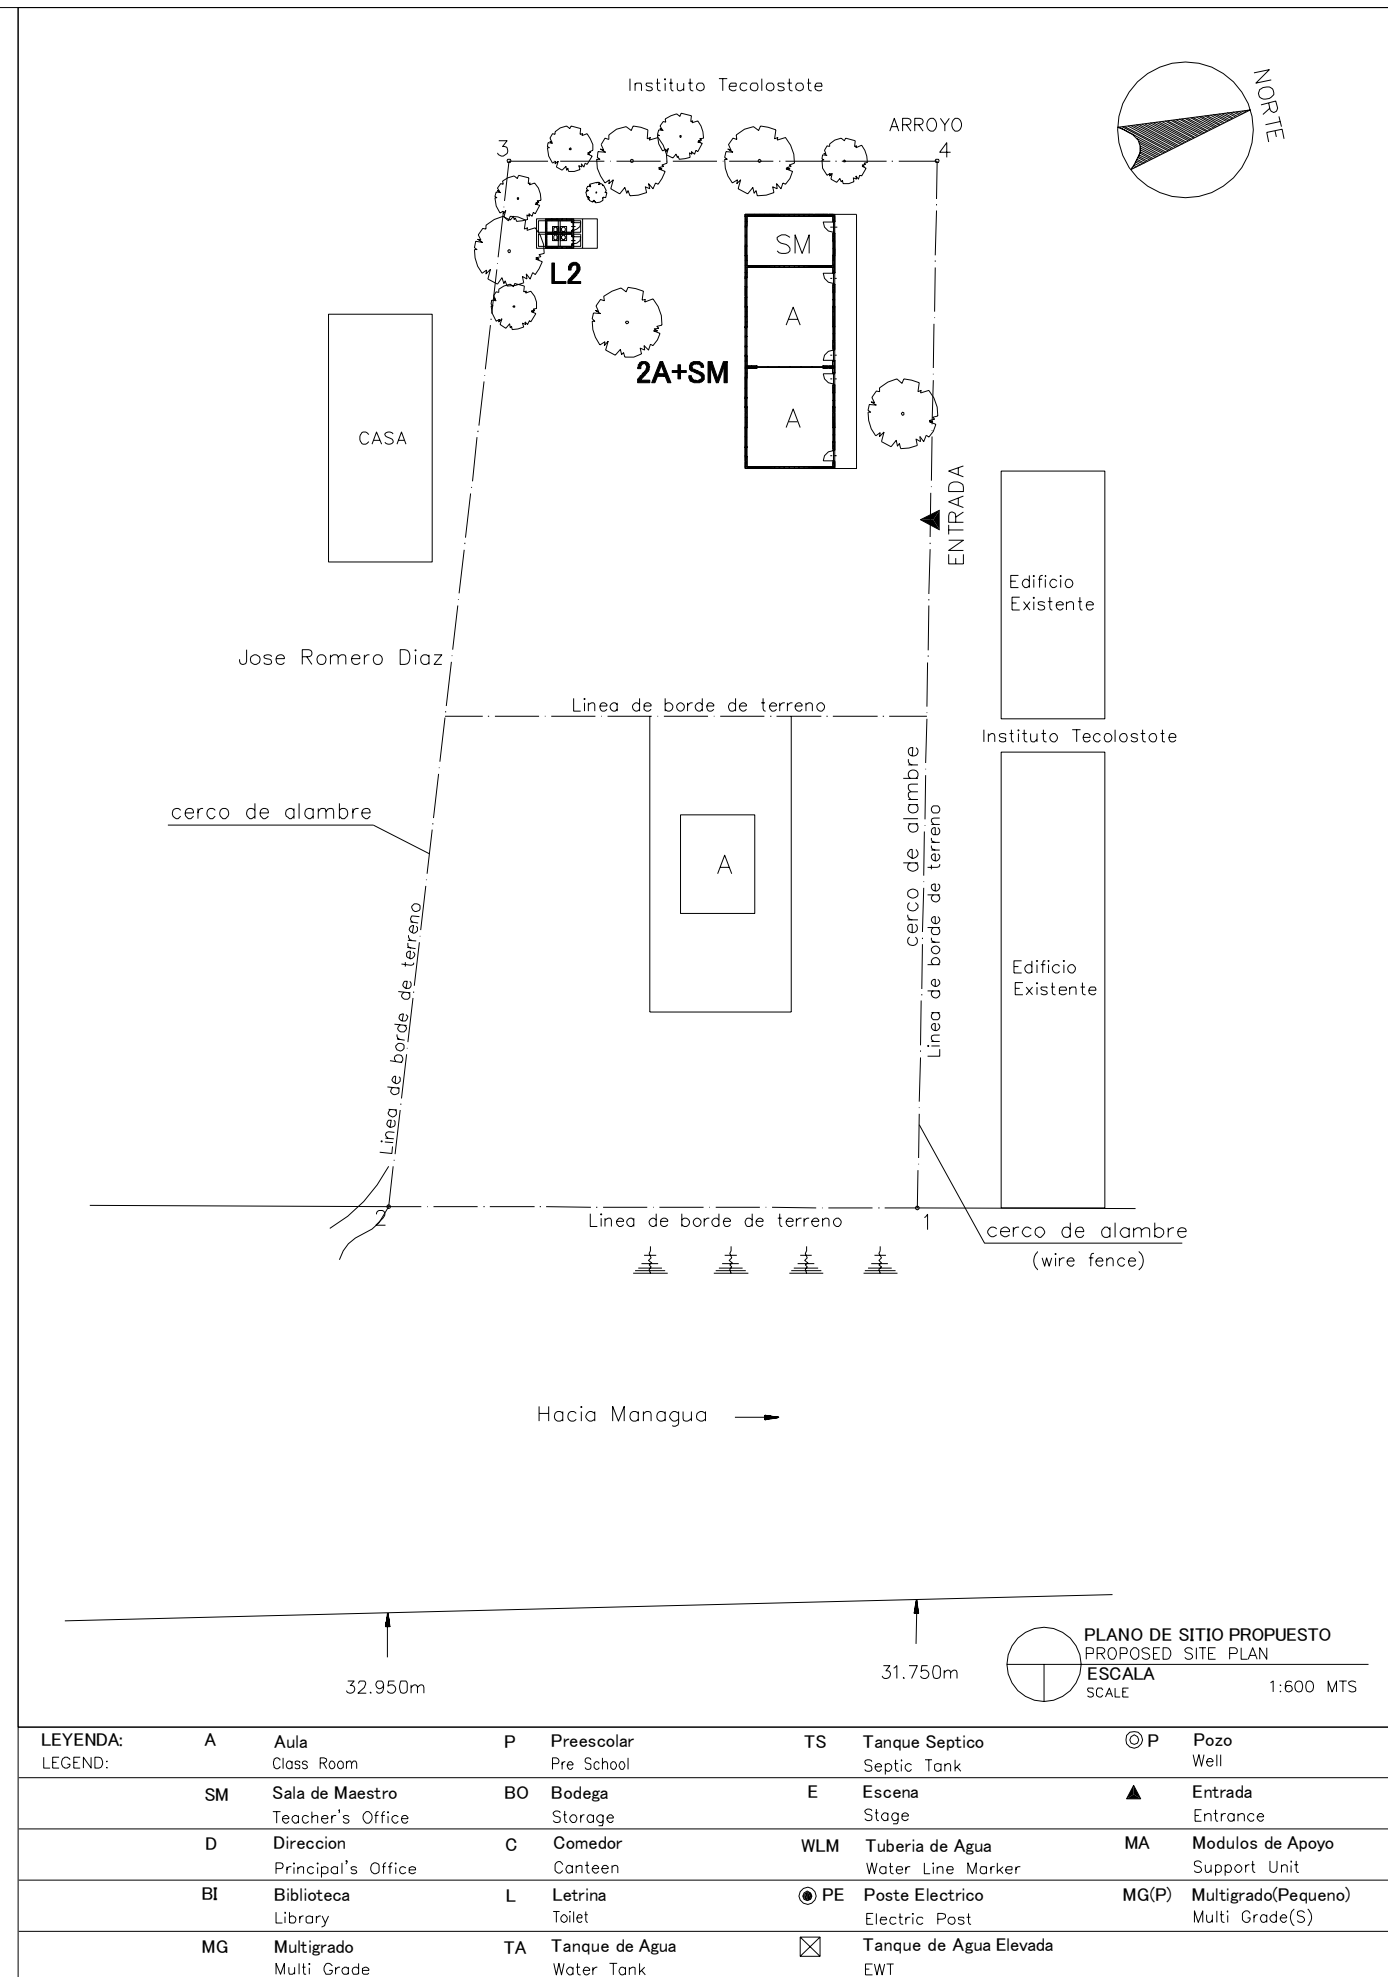 Instituto Tecolostote
NORTE
ARROYO
3
4
SM
L2
A
2A+SM
A
CASA
ENTRADA
Edificio
Existente
Jose Romero Diaz
Linea de borde de terreno
Instituto Tecolostote
cerco de alambre
cerco de alambre
Linea de borde de terreno
A
Linea de borde de terreno
Edificio
Existente
2
Linea de borde de terreno
1
cerco de alambre
(wire fence)
Hacia Managua
32.950m
31.750m
PLANO DE SITIO PROPUESTO
PROPOSED SITE PLAN
ESCALA
SCALE
1:600 MTS
LEYENDA:
LEGEND:
A
Aula
Class Room
P
Preescolar
Pre School
TS
Tanque Septico
Septic Tank
P
Pozo
Well
SM
Sala de Maestro
Teacher's Office
BO
Bodega
Storage
E
Escena
Stage
Entrada
Entrance
D
Direccion
Principal's Office
C
Comedor
Canteen
WLM
Tuberia de Agua
Water Line Marker
MA
Modulos de Apoyo
Support Unit
BI
Biblioteca
Library
L
Letrina
Toilet
PE
Poste Electrico
Electric Post
MG(P)
Multigrado(Pequeno)
Multi Grade(S)
MG
Multigrado
Multi Grade
TA
Tanque de Agua
Water Tank
Tanque de Agua Elevada
EWT